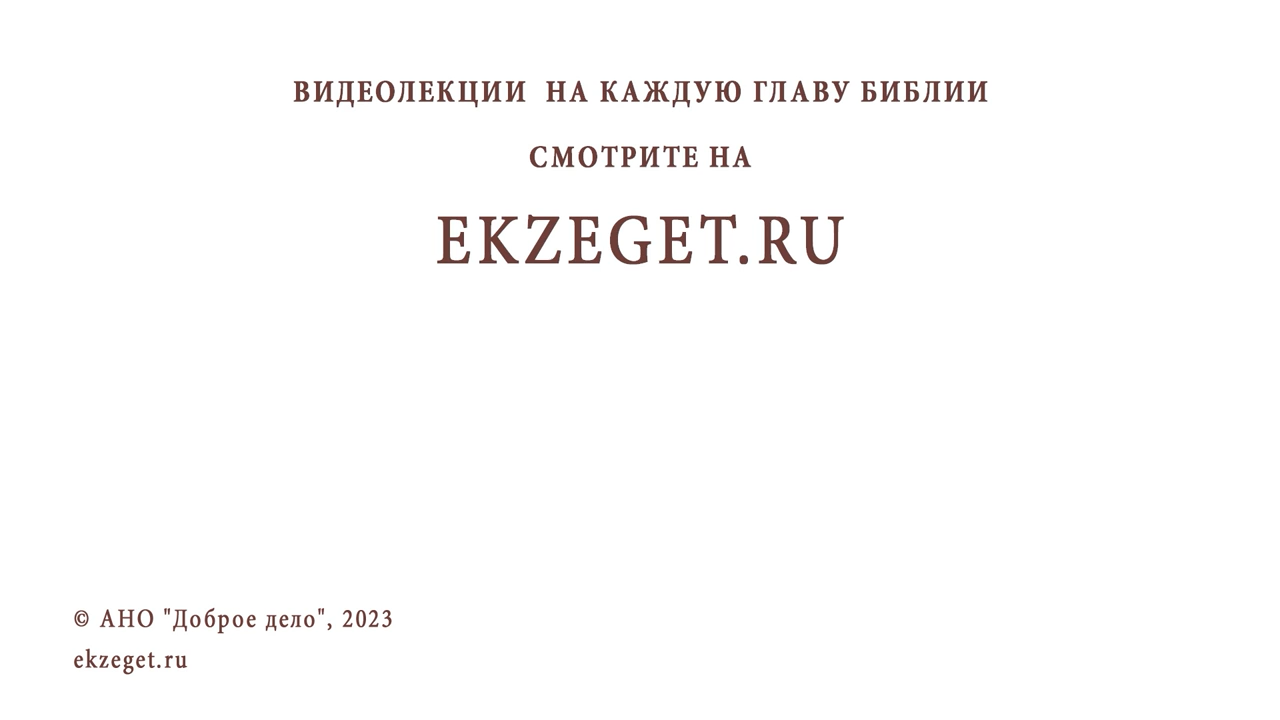 ВИДЕОЛЕКЦИИ НА КАЖДУЮ ГЛАВУ БИБЛИИ
СМОТРИТЕ НА
EKZEGET.RU
© АНО "Доброе дело", 2023
ekzeget.ru